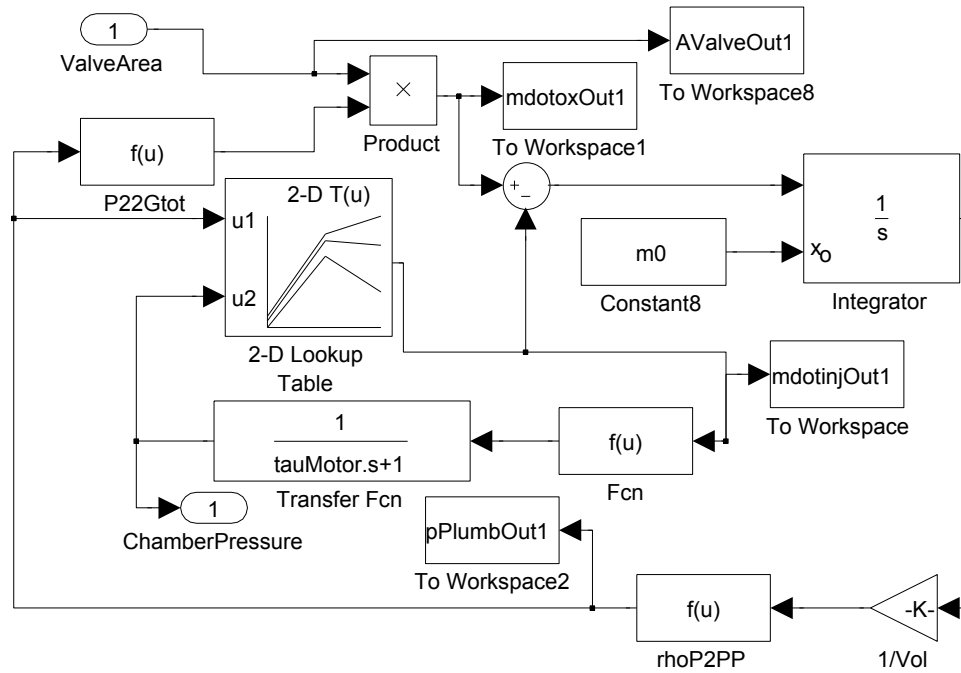 1
ValveArea
AValveOut1
To Workspace8
×
Product
mdotoxOut1
To Workspace1
f(u)
P22Gtot
2-D T(u)
u1
u2
2-D Lookup
Table
+
−
m0
Constant8
1
s
xo
Integrator
mdotinjOut1
To Workspace
1
tauMotor.s+1
Transfer Fcn
f(u)
Fcn
1
ChamberPressure
pPlumbOut1
To Workspace2
f(u)
rhoP2PP
-K-
1/Vol